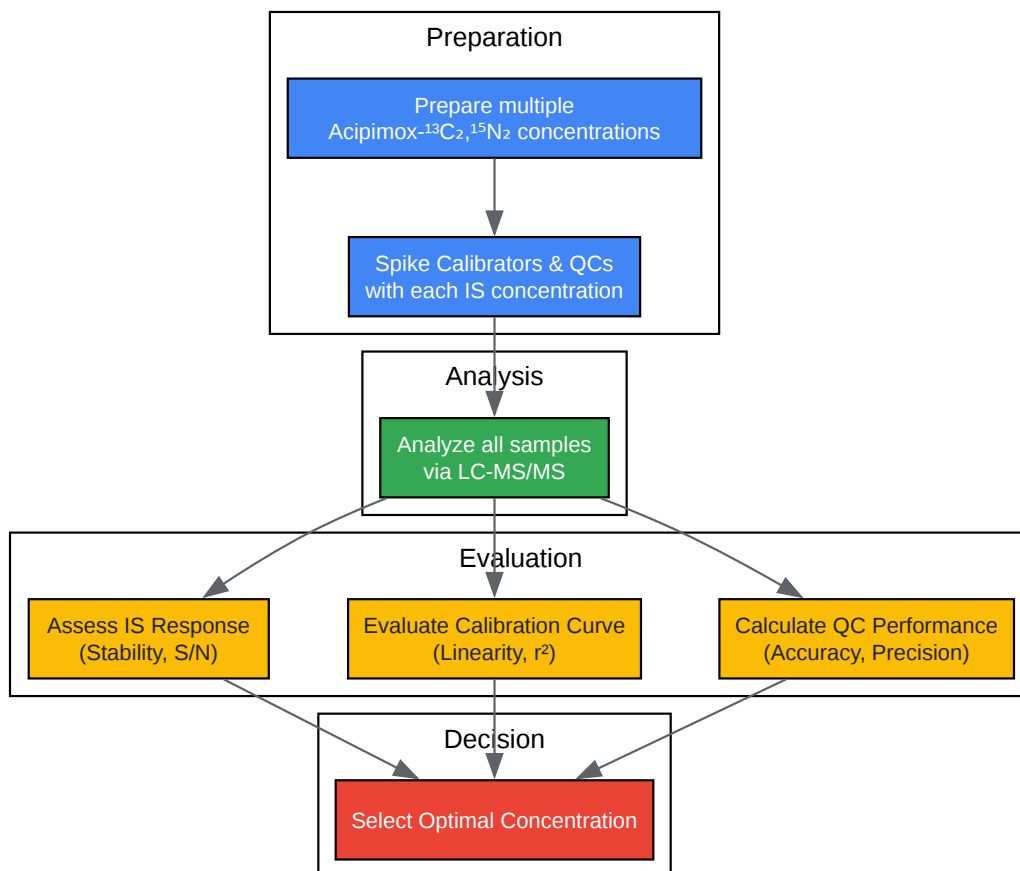 Preparation
Prepare multiple
Acipimox-¹³C₂,¹⁵N₂ concentrations
Spike Calibrators & QCs
with each IS concentration
Analysis
Analyze all samples
via LC-MS/MS
Evaluation
Assess IS Response
(Stability, S/N)
Evaluate Calibration Curve
(Linearity, r²)
Calculate QC Performance
(Accuracy, Precision)
Decision
Select Optimal Concentration